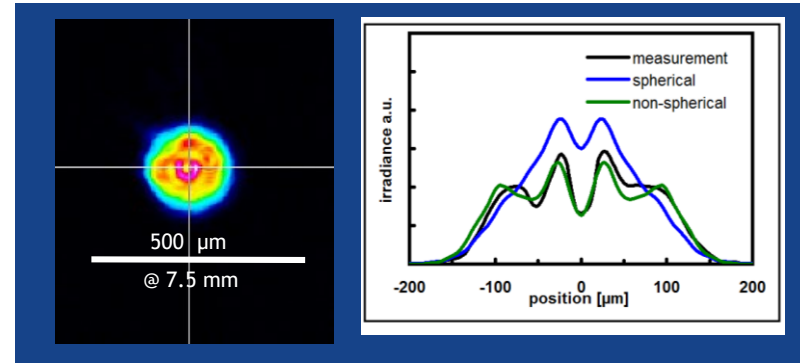 500 µm
@ 7.5 mm
irradiance a.u.
measurement
spherical
non-spherical
-200 -100 0 100 200
position [µm]